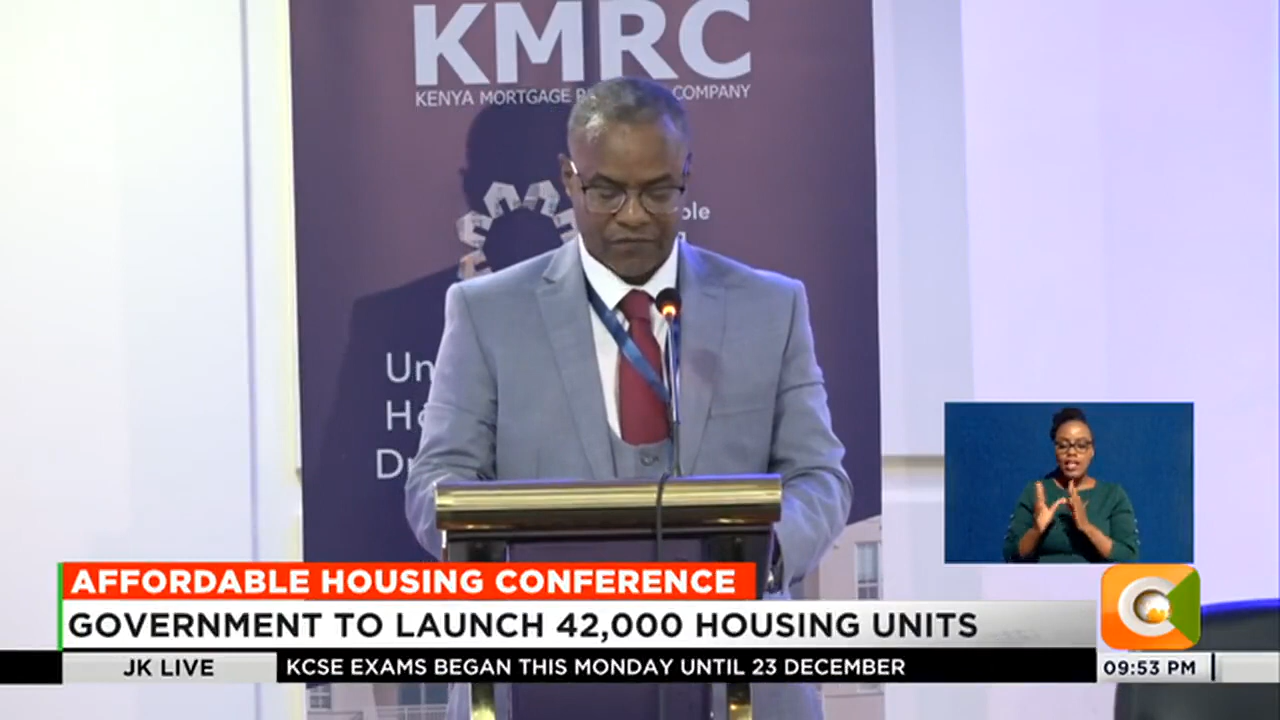 KMRC
KENYA MORTGAGE COMPANY
Un
AFFORDABLE HOUSING CONFERENCE
GOVERNMENT TO LAUNCH 42,000 HOUSING UNITS
JK LIVE
KCSE EXAMS BEGAN THIS MONDAY UNTIL 23 DECEMBER
09:53 PM